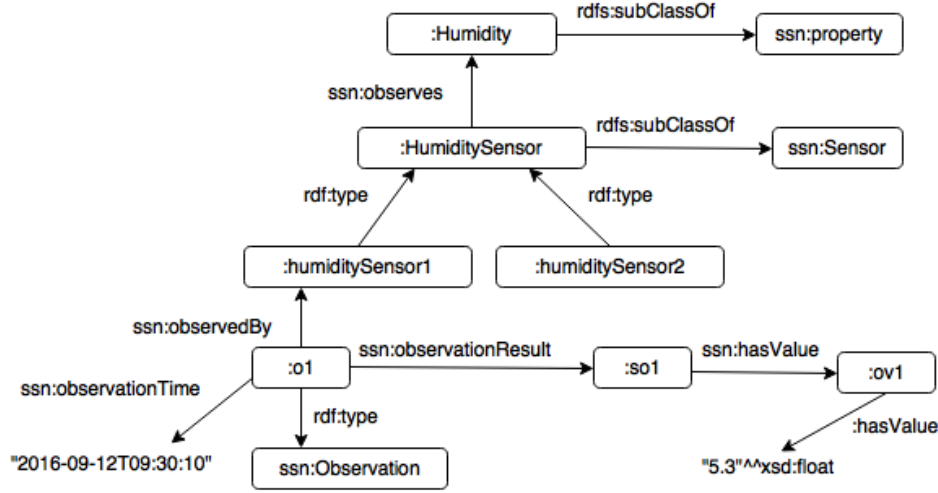 rdfs:subClassOf
:Humidity
ssn:property
ssn:observes
rdfs:subClassOf
:HumiditySensor
ssn:Sensor
rdf:type
rdf:type
:humiditySensor1
:humiditySensor2
ssn:observedBy
ssn:observationResult
ssn:hasValue
:o1
:so1
:ov1
ssn:observationTime
rdf:type
:hasValue
"2016-09-12T09:30:10"
ssn:Observation
"5.3"^^xsd:float